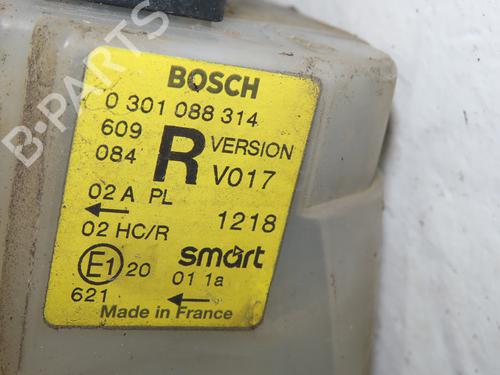 BOSCH
0 301 088 314
609
084
R VERSION
V017
02 A PL
02 HC/R
1218
E1 20
smart
01 1a
621
Made in France
B-PARTS